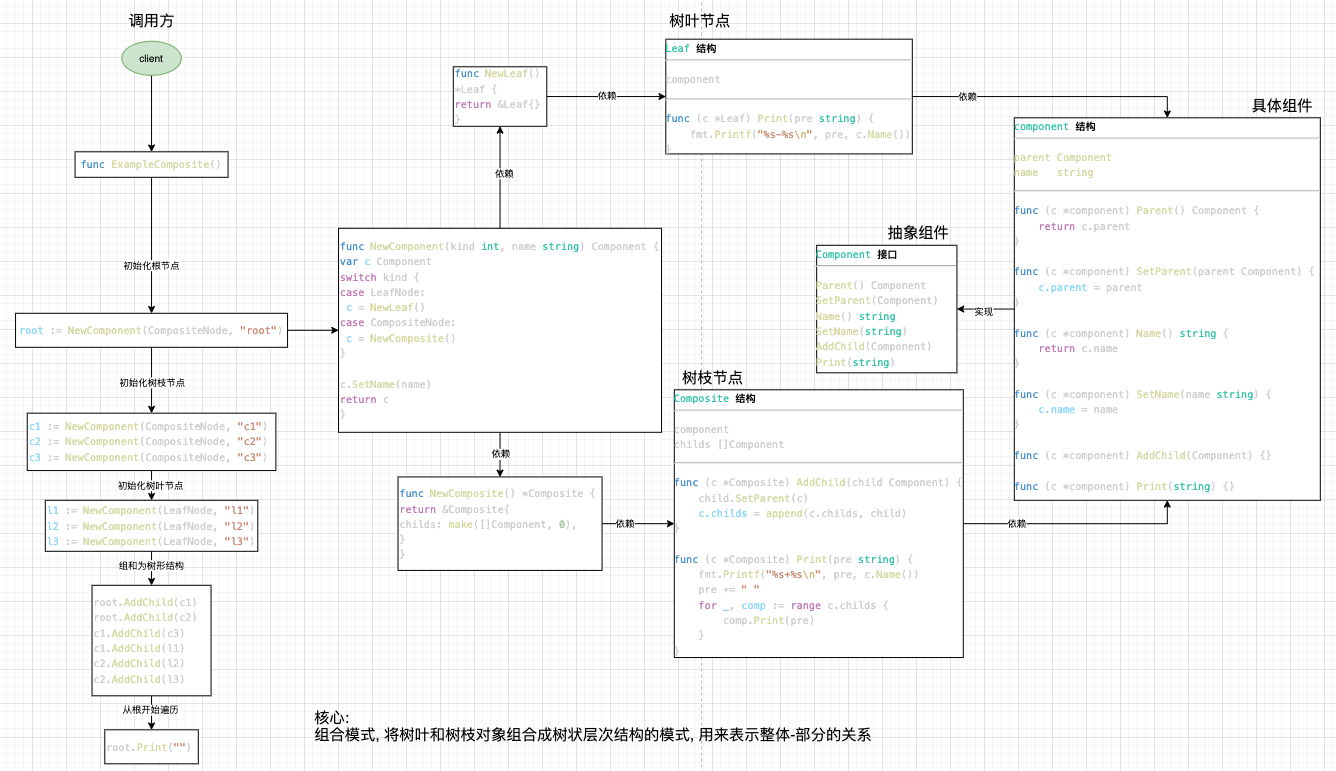 调用方
client
func ExampleComposite()
初始化根节点
root := NewComponent(CompositeNode, "root")
初始化树枝节点
c1 := NewComponent(CompositeNode, "c1")
c2 := NewComponent(CompositeNode, "c2")
c3 := NewComponent(CompositeNode, "c3")
初始化树叶节点
l1 := NewComponent(LeafNode, "l1")
l2 := NewComponent(LeafNode, "l2")
l3 := NewComponent(LeafNode, "l3")
组和为树形结构
root.AddChild(c1)
root.AddChild(c2)
c1.AddChild(c3)
c1.AddChild(l1)
c2.AddChild(l2)
c2.AddChild(l3)
从根开始遍历
root.Print("")
func NewLeaf()
*Leaf {
return &Leaf{}
}
依赖
依赖
func NewComponent(kind int, name string) Component {
var c Component
switch kind {
case LeafNode:
c = NewLeaf()
case CompositeNode:
c = NewComposite()
}
c.SetName(name)
return c
}
依赖
func NewComposite() *Composite {
return &Composite{
childs: make([]Component, 0),
}
}
依赖
树叶节点
Leaf 结构
component
func (c *Leaf) Print(pre string) {
fmt.Printf("%s-%s\n", pre, c.Name())
}
依赖
抽象组件
Component 接口
Parent() Component
SetParent(Component)
Name() string
SetName(string)
AddChild(Component)
Print(string)
实现
树枝节点
Composite 结构
component
childs []Component
func (c *Composite) AddChild(child Component) {
child.SetParent(c)
c.childs = append(c.childs, child)
}
func (c *Composite) Print(pre string) {
fmt.Printf("%s+%s\n", pre, c.Name())
pre += " "
for _, comp := range c.childs {
comp.Print(pre)
}
}
依赖
具体组件
component 结构
parent Component
name string
func (c *component) Parent() Component {
return c.parent
}
func (c *component) SetParent(parent Component) {
c.parent = parent
}
func (c *component) Name() string {
return c.name
}
func (c *component) SetName(name string) {
c.name = name
}
func (c *component) AddChild(Component) {}
func (c *component) Print(string) {}
核心:
组合模式, 将树叶和树枝对象组合成树状层次结构的模式, 用来表示整体-部分的关系